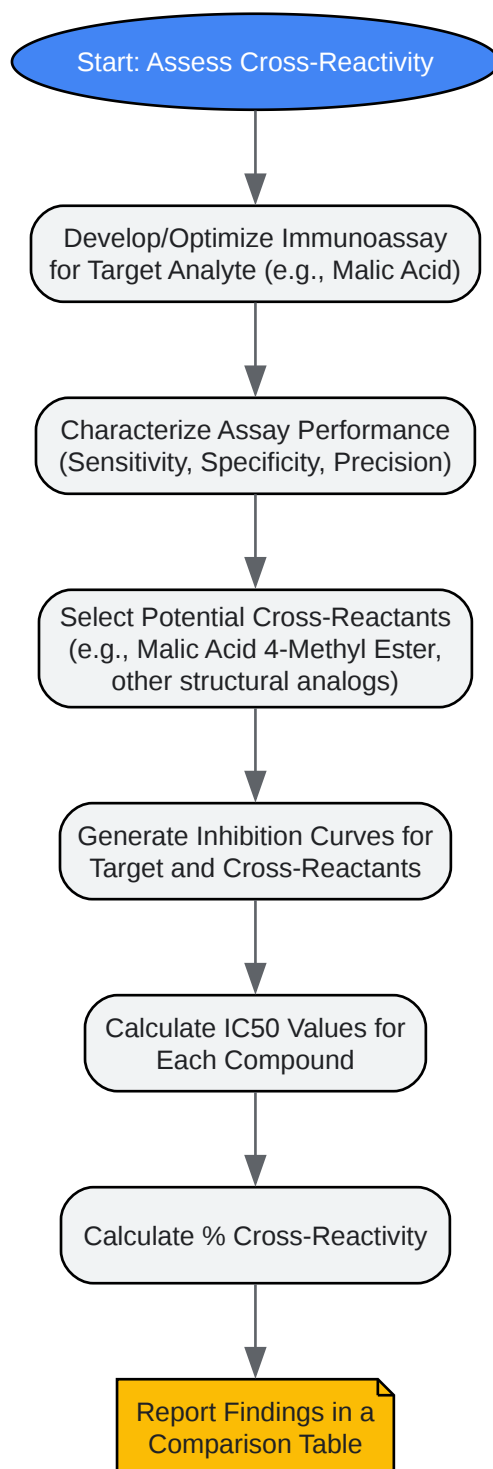 Start: Assess Cross-Reactivity
Develop/Optimize Immunoassay
for Target Analyte (e.g., Malic Acid)
Characterize Assay Performance
(Sensitivity, Specificity, Precision)
Select Potential Cross-Reactants
(e.g., Malic Acid 4-Methyl Ester,
other structural analogs)
Generate Inhibition Curves for
Target and Cross-Reactants
Calculate IC50 Values for
Each Compound
Calculate % Cross-Reactivity
Report Findings in a
Comparison Table